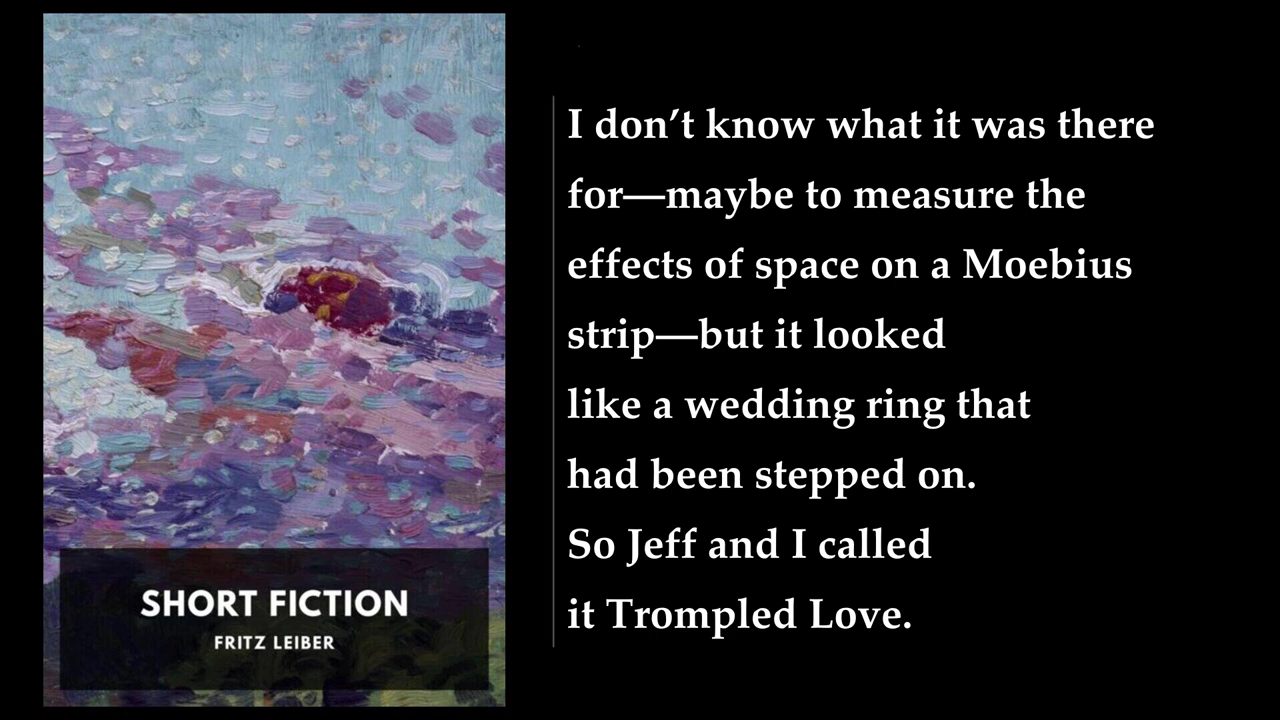 SHORT FICTION
FRITZ LEIBER
I don’t know what it was there
for—maybe to measure the
effects of space on a Moebius
strip—but it looked
like a wedding ring that
had been stepped on.
So Jeff and I called
it Trompled Love.